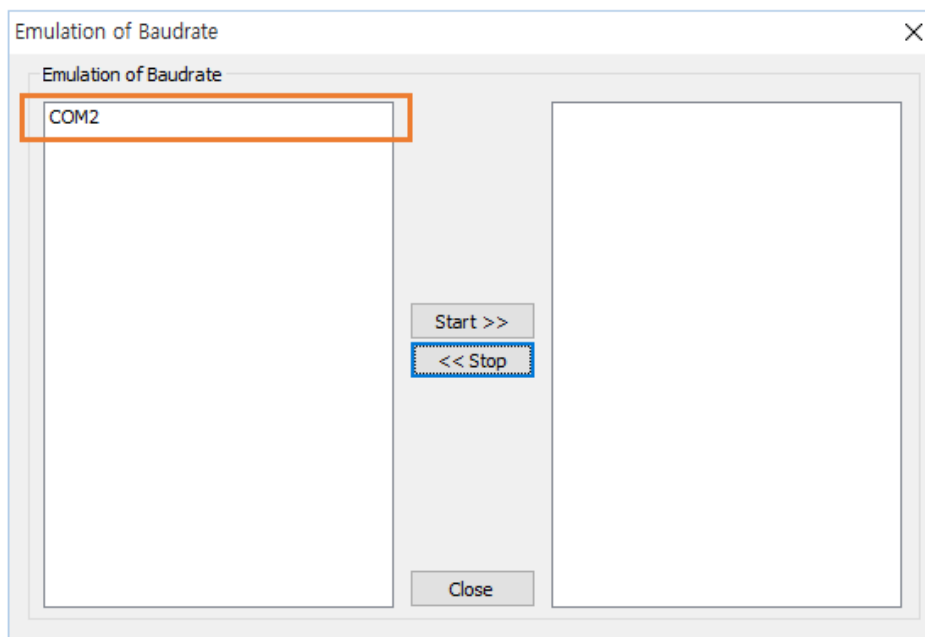 Emulation of Baudrate
Emulation of Baudrate
COM2
Start >>
<< Stop
Close